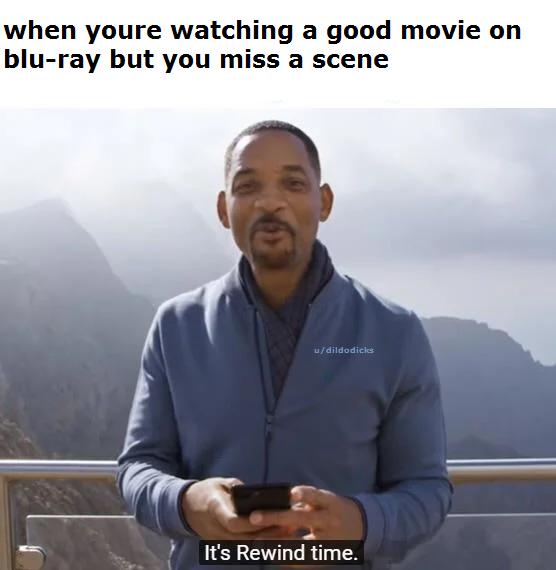 when youre watching a good movie on
blu-ray but you miss a scene
u/dildodicks
It's Rewind time.